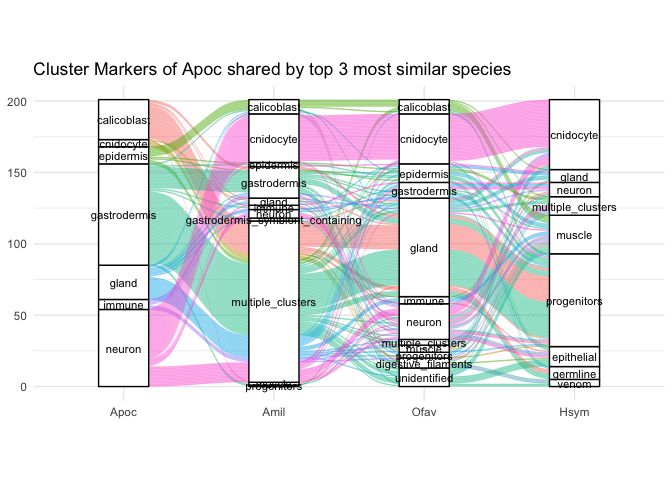 Cluster Markers of Apoc shared by top 3 most similar species
200
150
100
50
0
calicoblast
cnidocyte
epidermis
gastrodermis
gland
immune
neuron
calicoblast
cnidocyte
epidermis
gastrodermis
gland
immune
neuron
gastrodermis_symbiont_containing
multiple_clusters
progenitors
calicoblast
cnidocyte
epidermis
gastrodermis
gland
immune
neuron
multiple_clusters
muscle
progenitors
digestive_filaments
unidentified
cnidocyte
gland
neuron
multiple_clusters
muscle
progenitors
epithelial
germline
venom
Apoc
Amil
Ofav
Hsym